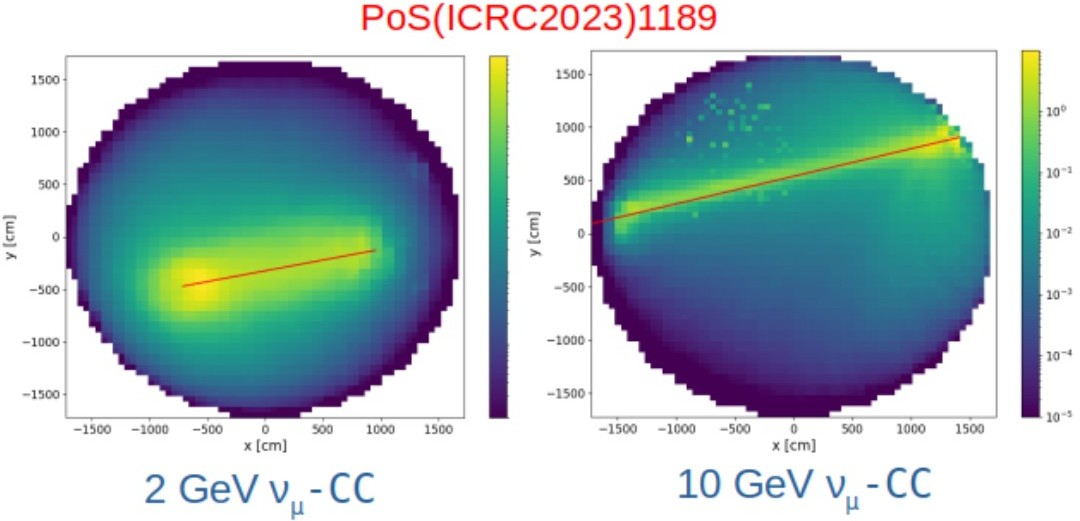 PoS(ICRC2023)1189
1500
1000
500
0
−500
−1000
−1500
y [cm]
−1500 −1000 −500 0 500 1000 1500
x [cm]
2 GeV νμ-CC
1500
1000
500
0
−500
−1000
−1500
y [cm]
−1500 −1000 −500 0 500 1000 1500
x [cm]
10⁰
10⁻¹
10⁻²
10⁻³
10⁻⁴
10⁻⁵
10 GeV νμ-CC